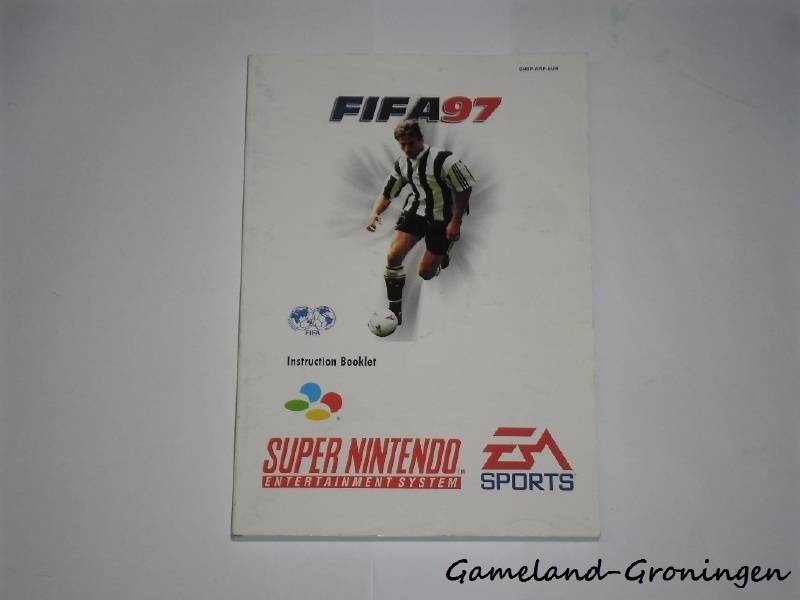 FIFA97
FIFA
Instruction Booklet
SUPER NINTENDO
ENTERTAINMENT SYSTEM
EA
SPORTS
Gameland-Groningen